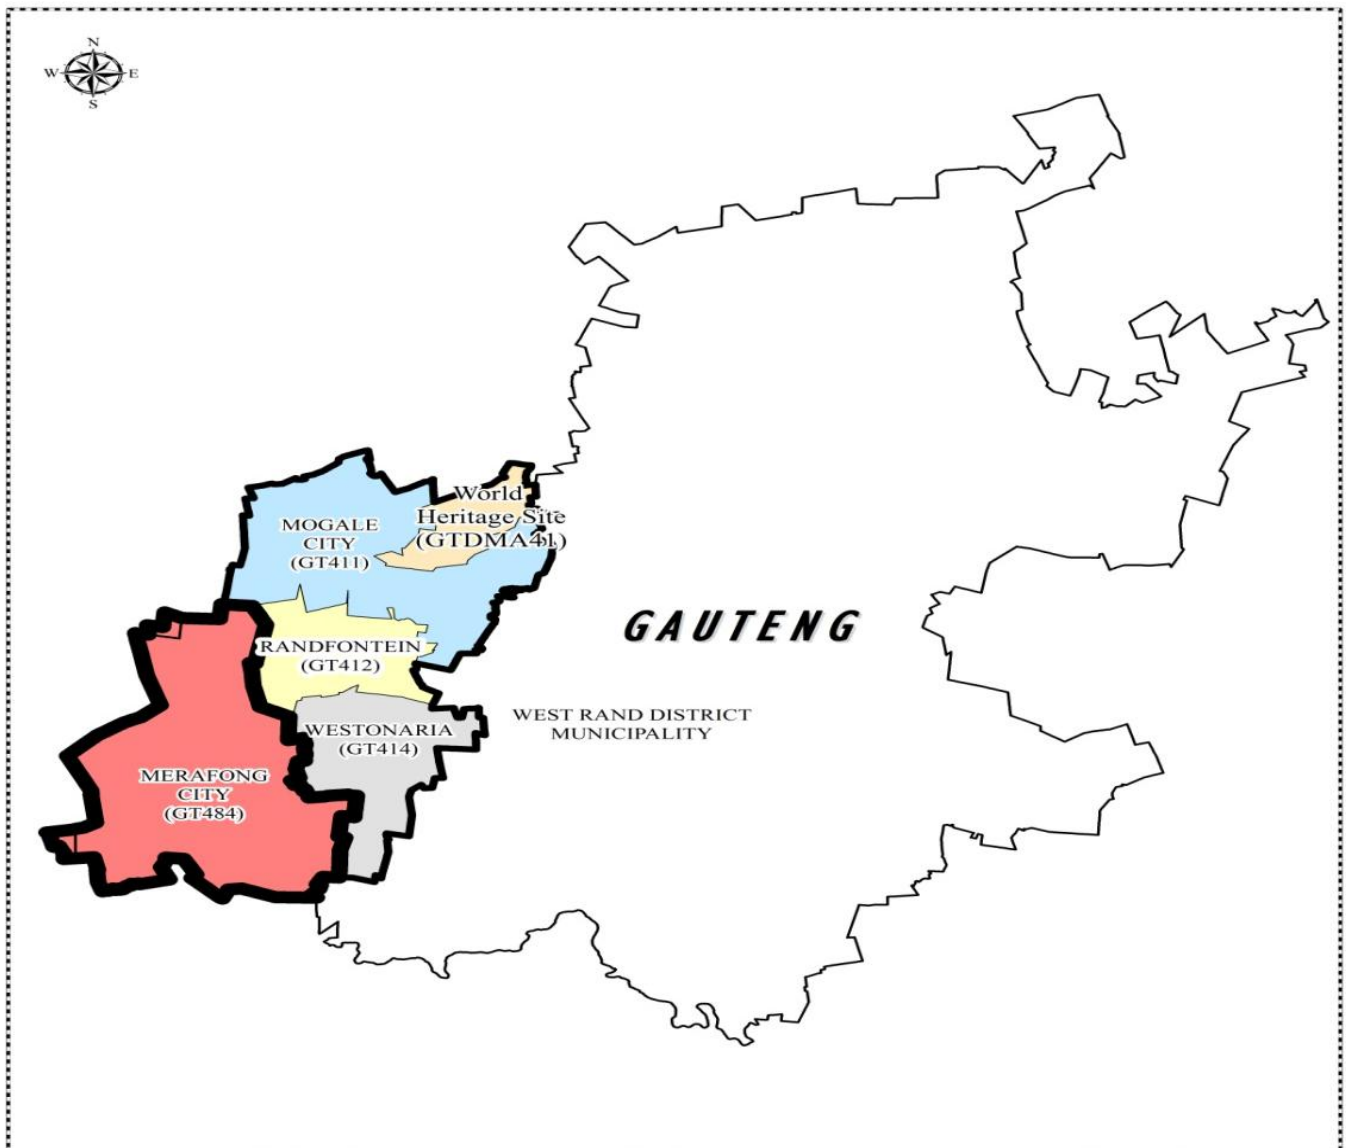 N
W E
S
World
Heritage Site
(GTDMA41)
MOGALE
CITY
(GT411)
GAUTENG
RANDFONTEIN
(GT412)
WEST RAND DISTRICT
MUNICIPALITY
WESTONARIA
(GT414)
MERAFONG
CITY
(GT484)